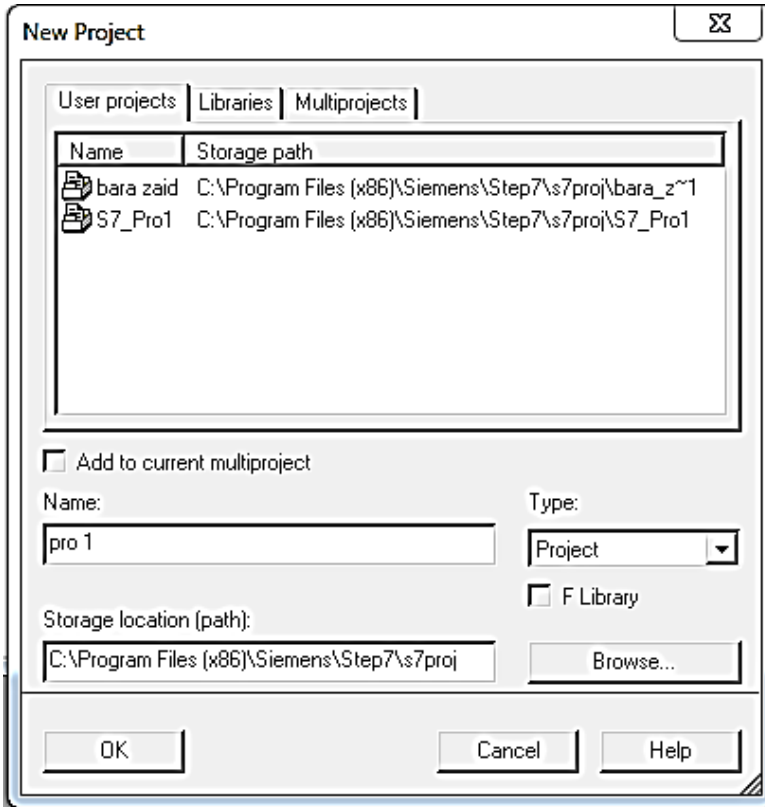 New Project
User projects Libraries Multiprojects
Name Storage path
bara zaid C:\Program Files (x86)\Siemens\Step7\s7proj\bara_z~1
S7_Pro1 C:\Program Files (x86)\Siemens\Step7\s7proj\S7_Pro1
Add to current multiproject
Name: Type:
pro 1 Project
F Library
Storage location (path):
C:\Program Files (x86)\Siemens\Step7\s7proj Browse...
OK Cancel Help